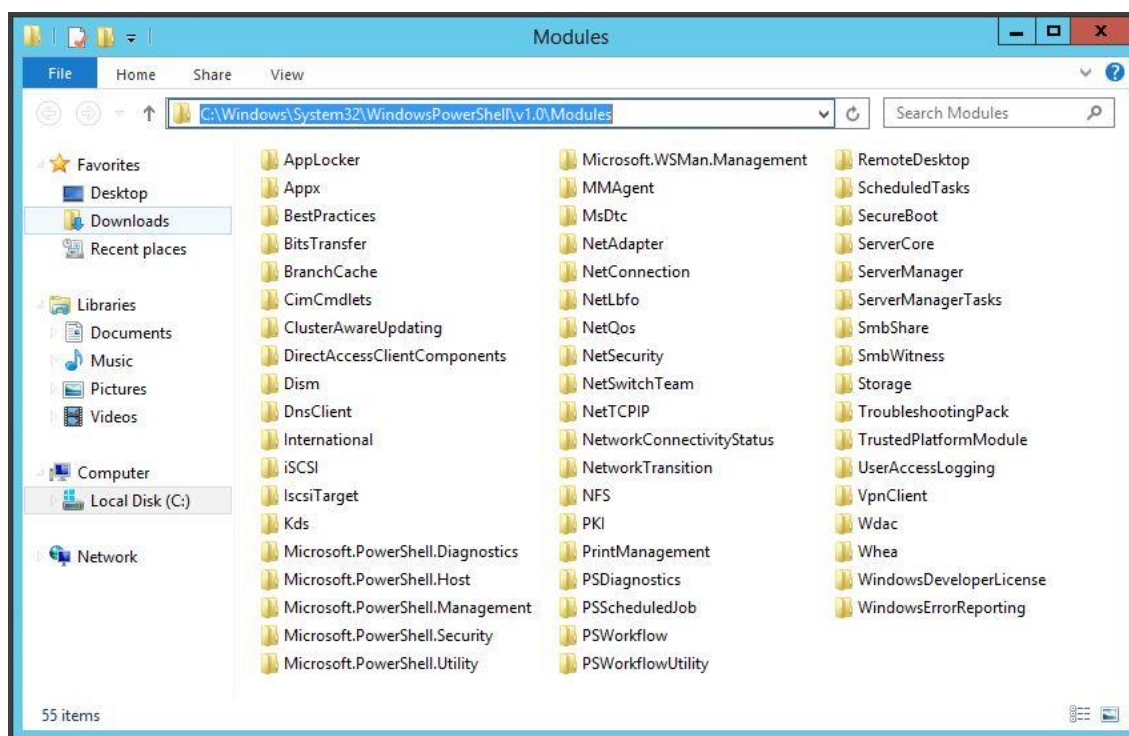 Modules
File
Home
Share
View
C:\Windows\System32\WindowsPowerShell\v1.0\Modules
Search Modules
Favorites
Desktop
Downloads
Recent places
Libraries
Documents
Music
Pictures
Videos
Computer
Local Disk (C:)
Network
AppLocker
Appx
BestPractices
BitsTransfer
BranchCache
CimCmdlets
ClusterAwareUpdating
DirectAccessClientComponents
Dism
DnsClient
International
iSCSI
IscsiTarget
Kds
Microsoft.PowerShell.Diagnostics
Microsoft.PowerShell.Host
Microsoft.PowerShell.Management
Microsoft.PowerShell.Security
Microsoft.PowerShell.Utility
Microsoft.WSMan.Management
MMAgent
MsDtc
NetAdapter
NetConnection
NetLbfo
NetQos
NetSecurity
NetSwitchTeam
NetTCPIP
NetworkConnectivityStatus
NetworkTransition
NFS
PKI
PrintManagement
PSDiagnostics
PSScheduledJob
PSWorkflow
PSWorkflowUtility
RemoteDesktop
ScheduledTasks
SecureBoot
ServerCore
ServerManager
ServerManagerTasks
SmbShare
SmbWitness
Storage
TroubleshootingPack
TrustedPlatformModule
UserAccessLogging
VpnClient
Wdac
Whea
WindowsDeveloperLicense
WindowsErrorReporting
55 items